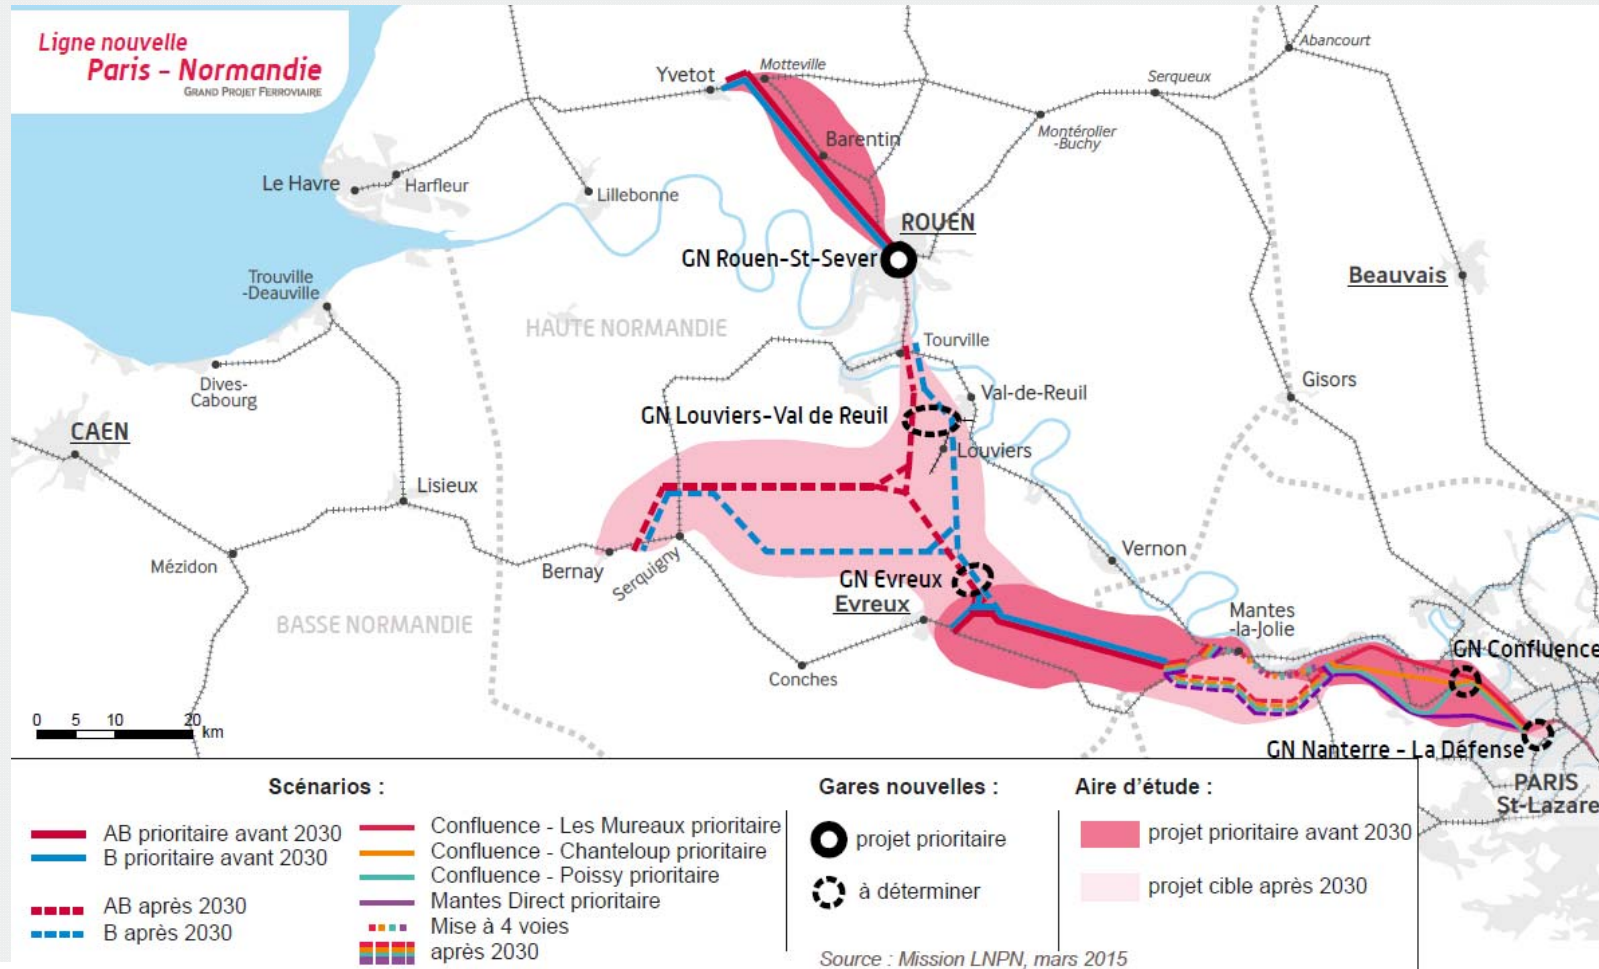 Ligne nouvelle
Paris – Normandie
GRAND PROJET FERROVIAIRE
Abancourt
Yvetot
Motteville
Serqueux
Montérolier
-Buchy
Barentin
Le Havre
Harfleur
Lillebonne
ROUEN
GN Rouen-St-Sever
Beauvais
Trouville
-Deauville
HAUTE NORMANDIE
Tourville
Dives-
Cabourg
Gisors
Val-de-Reuil
GN Louviers-Val de Reuil
CAEN
Louviers
Lisieux
Vernon
Mézidon
Bernay
Serquigny
GN Evreux
Evreux
Mantes
-la-Jolie
BASSE NORMANDIE
GN Confluence
Conches
0 5 10 20
km
GN Nanterre - La Défense
PARIS
St-Lazare
Scénarios :
AB prioritaire avant 2030
B prioritaire avant 2030
AB après 2030
B après 2030
Confluence - Les Mureaux prioritaire
Confluence - Chanteloup prioritaire
Confluence - Poissy prioritaire
Mantes Direct prioritaire
Mise à 4 voies
après 2030
Gares nouvelles :
projet prioritaire
à déterminer
Source : Mission LNPN, mars 2015
Aire d'étude :
projet prioritaire avant 2030
projet cible après 2030